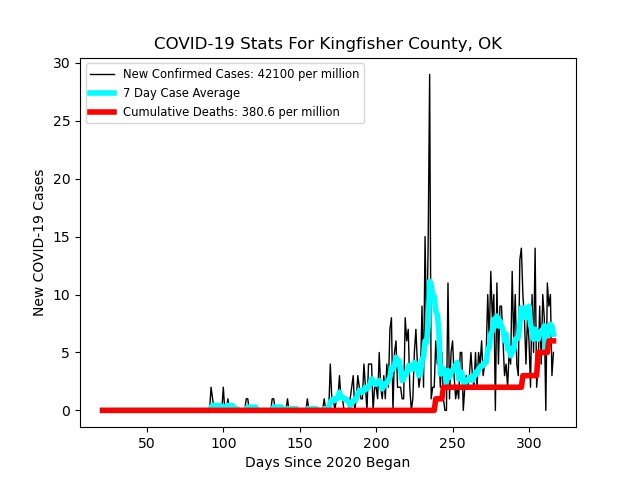 COVID-19 Stats For Kingfisher County, OK
New Confirmed Cases: 42100 per million
7 Day Case Average
Cumulative Deaths: 380.6 per million
New COVID-19 Cases
30
25
20
15
10
5
0
50 100 150 200 250 300
Days Since 2020 Began